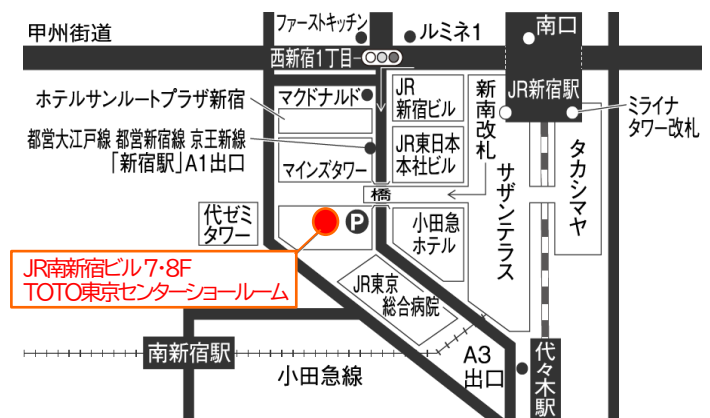 甲州街道
ファーストキッチン
ルミネ1
南口
西新宿1丁目
JR新宿駅
ホテルサンルートプラザ新宿
マクドナルド
JR
新宿ビル
新南改札
ミライナ
タワー改札
都営大江戸線 都営新宿線 京王新線
「新宿駅」A1出口
マインズタワー
JR東日本
本社ビル
サザンテラス
タカシマヤ
橋
代ゼミ
タワー
P
小田急
ホテル
JR南新宿ビル7・8F
TOTO東京センターショールーム
JR東京
総合病院
南新宿駅
小田急線
A3
出口
代々木駅